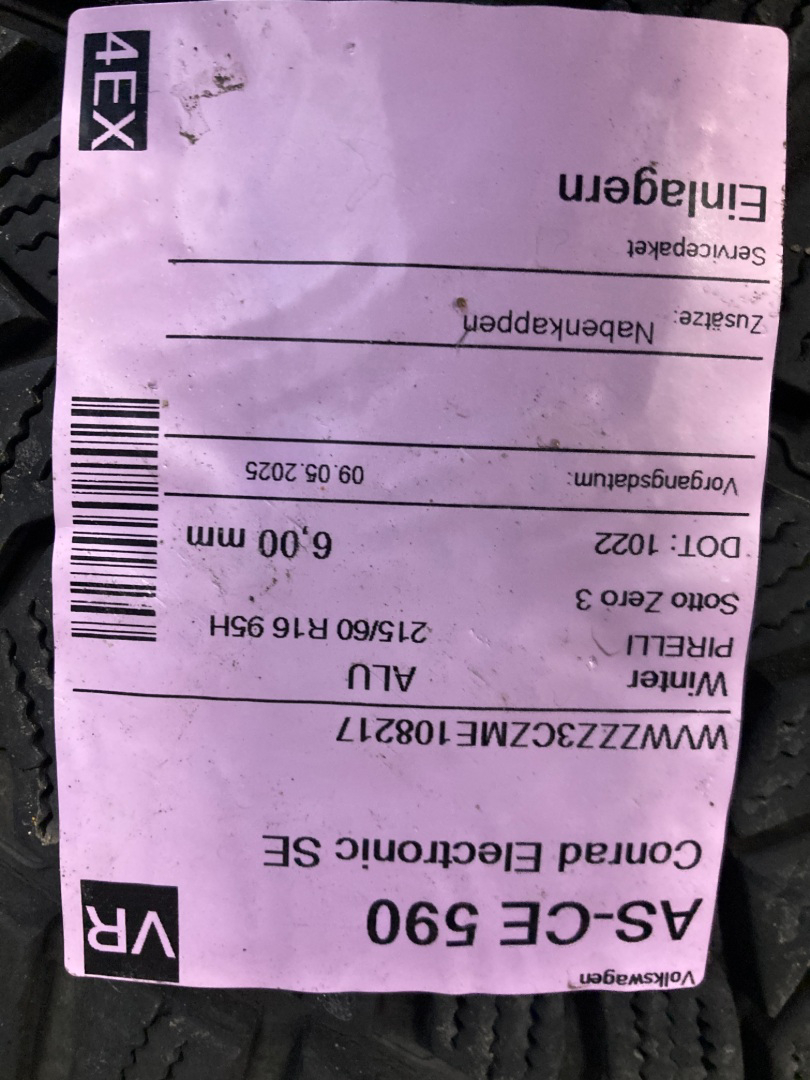 Volkswagen
AS-CE 590 VR
Conrad Electronic SE
WVWZZZ3CZME108217
Winter ALU
PIRELLI 215/60 R16 95H
Sotto Zero 3
DOT: 1022 6,00 mm
Vorgangsdatum: 09.05.2025
Zusätze: Nabenkappen
Servicepaket
Einlagern
4EX